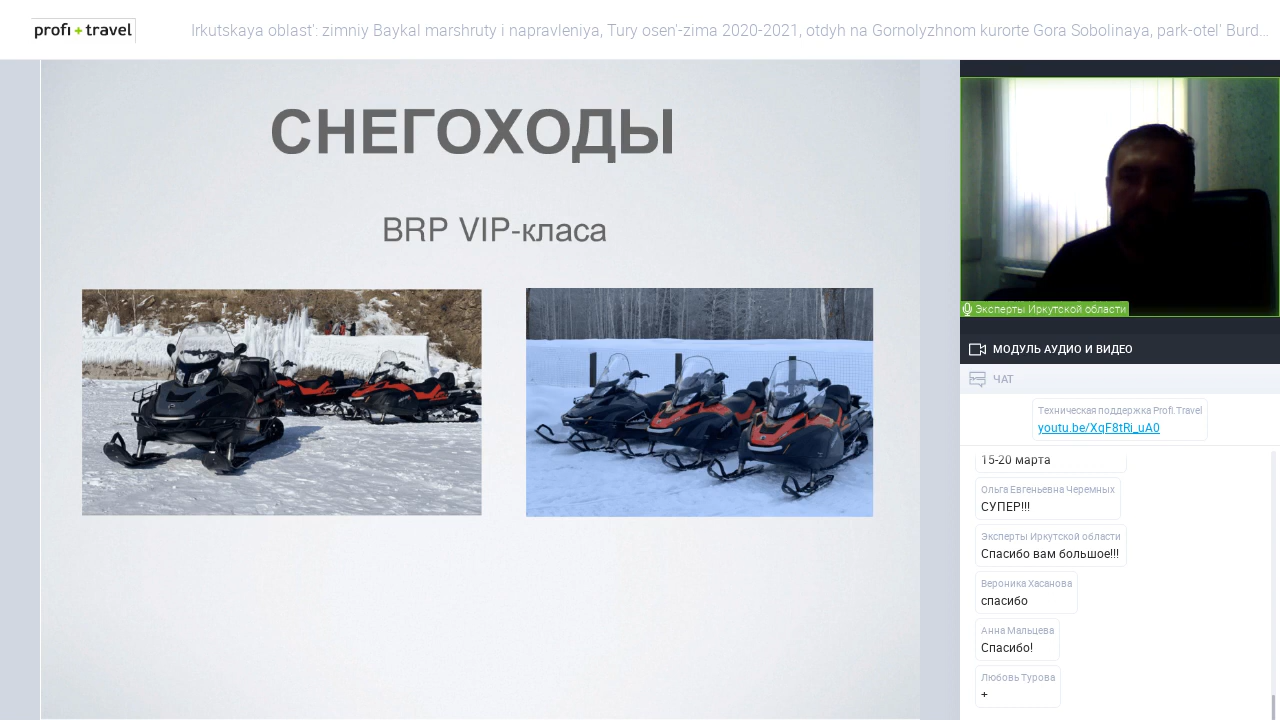 profi + travel
Irkutskaya oblast': zimniy Baykal marshruty i napravleniya, Tury osen'-zima 2020-2021, otdyh na Gornolyzhnom kurorte Gora Sobolinaya, park-otel' Burd...
СНЕГОХОДЫ
BRP VIP-класа
Эксперты Иркутской области
МОДУЛЬ АУДИО И ВИДЕО
ЧАТ
Техническая поддержка Profi.Travel
youtu.be/XqF8tRi_uA0
15-20 марта
Ольга Евгеньевна Черемных
СУПЕР!!!
Эксперты Иркутской области
Спасибо вам большое!!!
Вероника Хасанова
спасибо
Анна Мальцева
Спасибо!
Любовь Турова
+